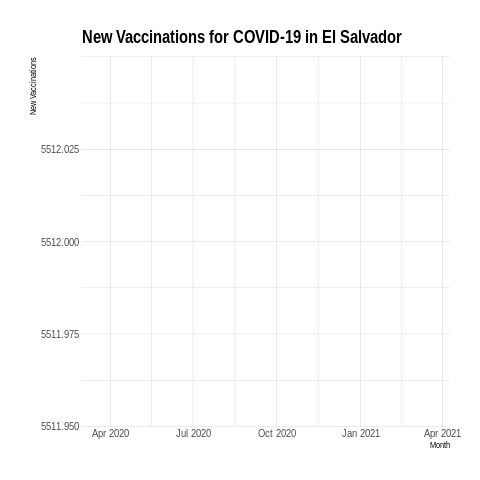 New Vaccinations for COVID-19 in El Salvador
New Vaccinations
5512.025
5512.000
5511.975
5511.950
Apr 2020 Jul 2020 Oct 2020 Jan 2021 Apr 2021
Month